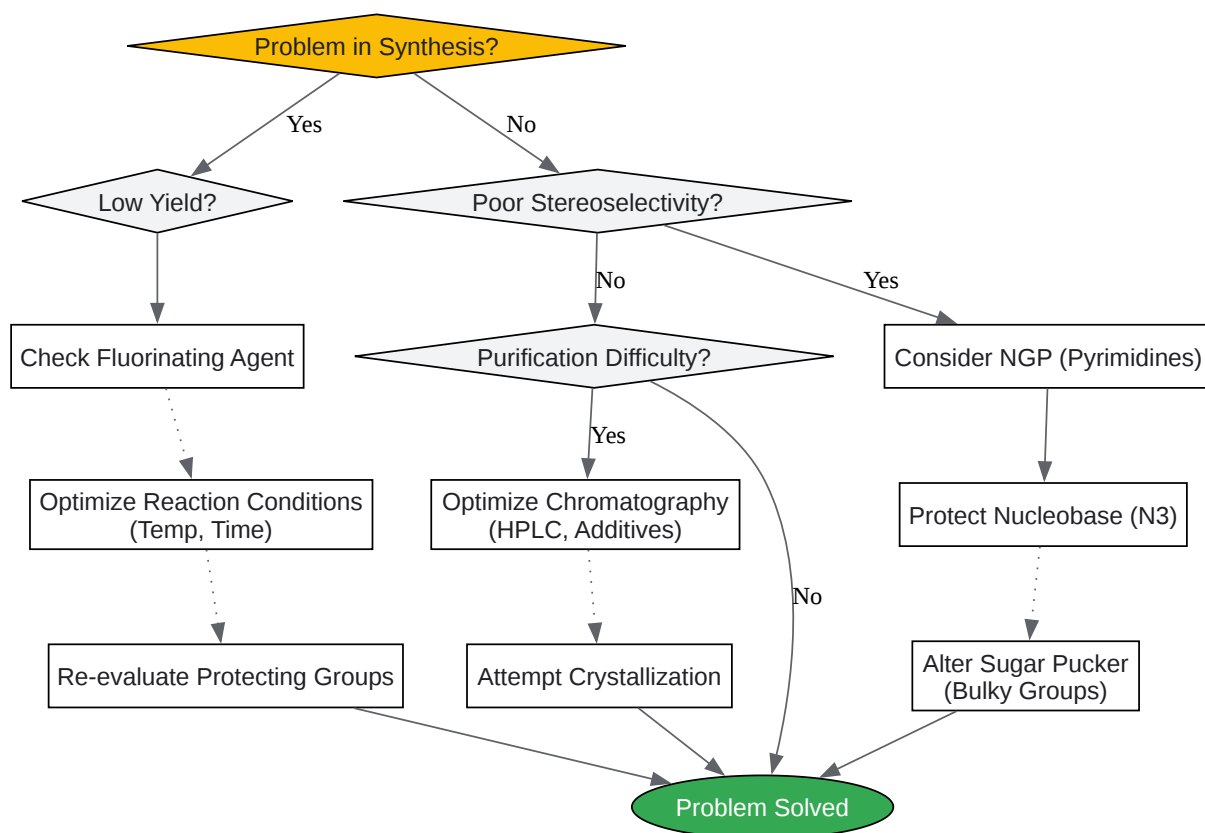 Problem in Synthesis?
Yes
No
Low Yield?
Poor Stereoselectivity?
No
Yes
Check Fluorinating Agent
Purification Difficulty?
Consider NGP (Pyrimidines)
Yes
Optimize Reaction Conditions
(Temp, Time)
Optimize Chromatography
(HPLC, Additives)
Protect Nucleobase (N3)
No
Re-evaluate Protecting Groups
Attempt Crystallization
Alter Sugar Pucker
(Bulky Groups)
Problem Solved